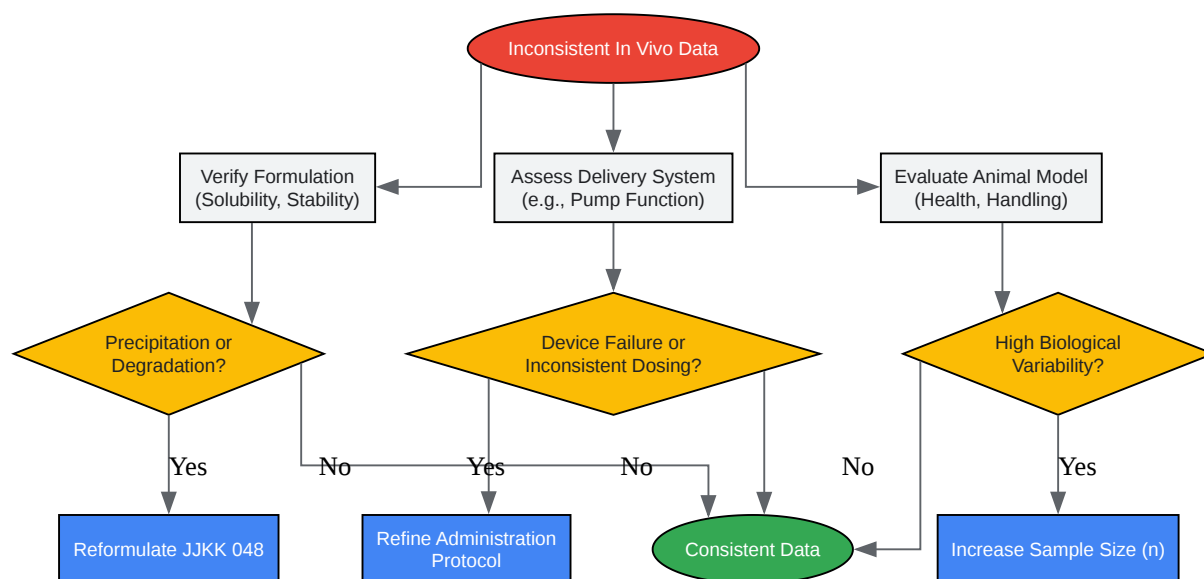 Inconsistent In Vivo Data
Verify Formulation
(Solubility, Stability)
Assess Delivery System
(e.g., Pump Function)
Evaluate Animal Model
(Health, Handling)
Precipitation or
Degradation?
Device Failure or
Inconsistent Dosing?
High Biological
Variability?
Yes
No
Yes
No
No
Yes
Reformulate JJKK 048
Refine Administration
Protocol
Consistent Data
Increase Sample Size (n)